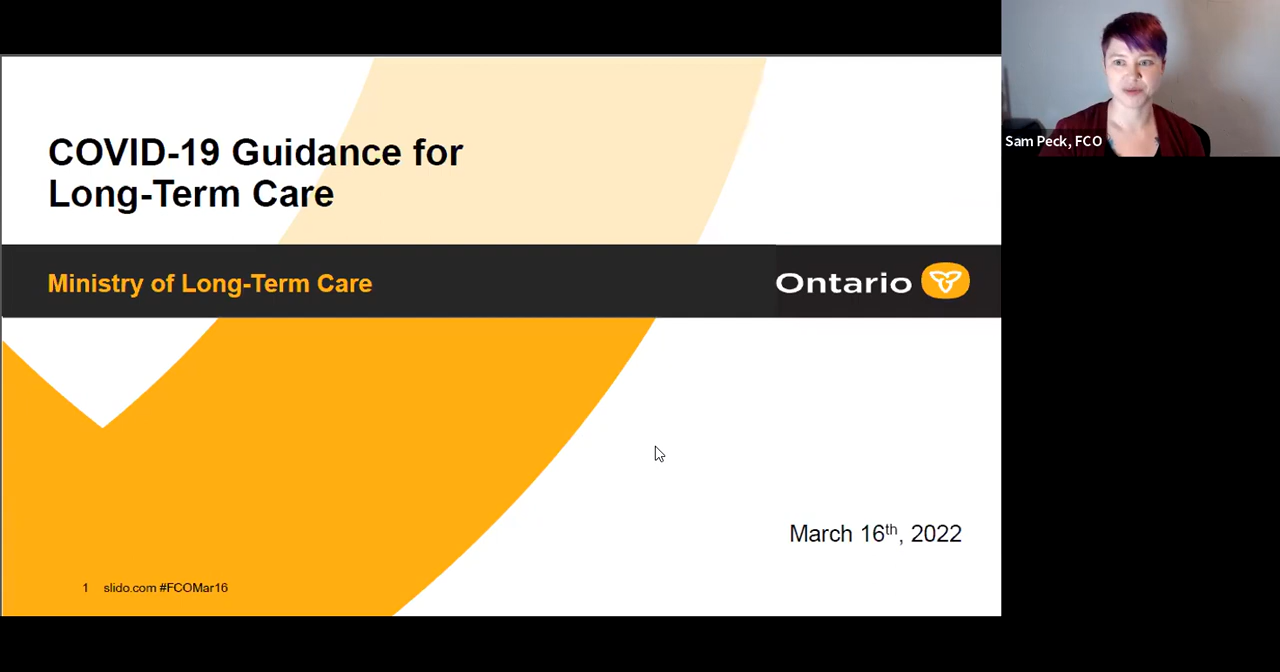 COVID-19 Guidance for
Long-Term Care
Sam Peck, FCO
Ministry of Long-Term Care
Ontario
March 16th, 2022
1 slido.com #FCOMar16